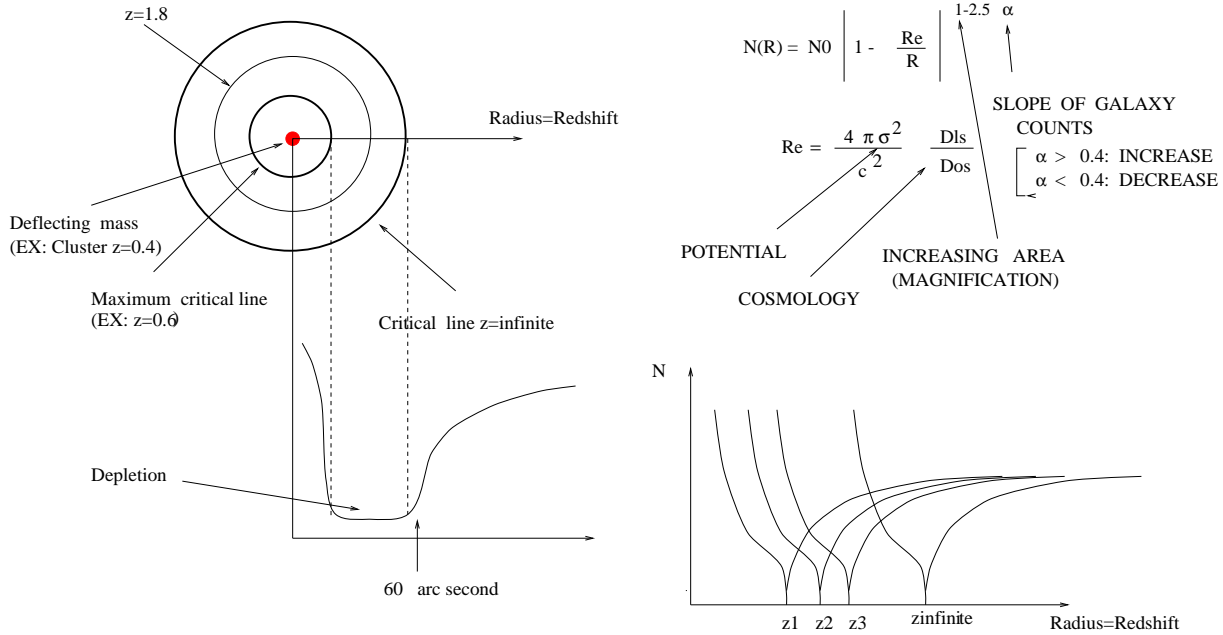 z=1.8
Radius=Redshift
Deflecting mass
(EX: Cluster z=0.4)
Maximum critical line
(EX: z=0.6)
Critical line z=infinite
Depletion
60 arc second
N(R) = N0 | 1 - Re/R | 1-2.5 α
SLOPE OF GALAXY
COUNTS
α > 0.4: INCREASE
α < 0.4: DECREASE
Re = 4 π σ² / c² Dls / Dos
POTENTIAL
COSMOLOGY
INCREASING AREA
(MAGNIFICATION)
N
z1 z2 z3 zinfinite
Radius=Redshift